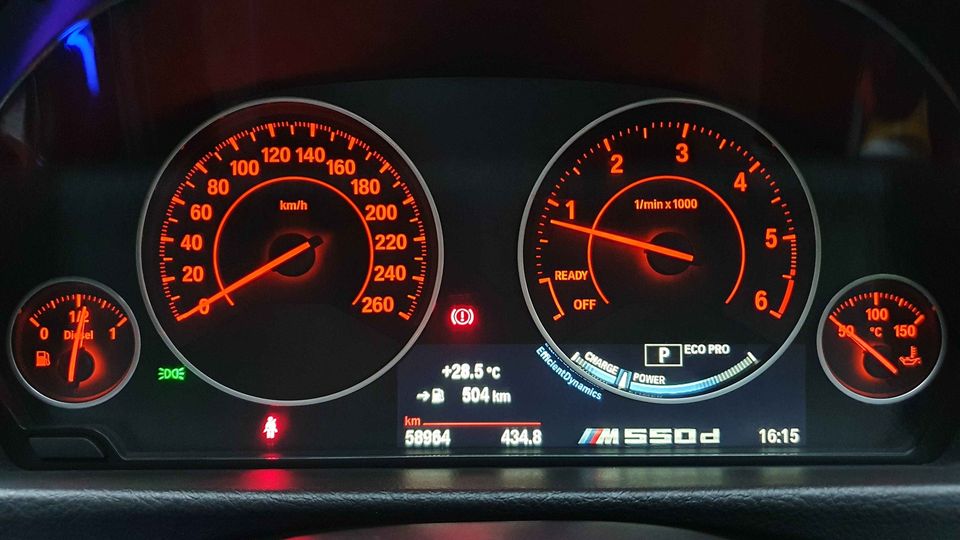 0
1/2
1
Diesel
0
20
40
60
80
100
120
140
160
180
200
220
240
260
km/h
1
2
3
4
5
6
1/min x 1000
READY
OFF
50
100
150
°C
P
ECO PRO
CHARGE
POWER
EfficientDynamics
+28.5 °C
504 km
km
58964
434.8
M 550d
16:15